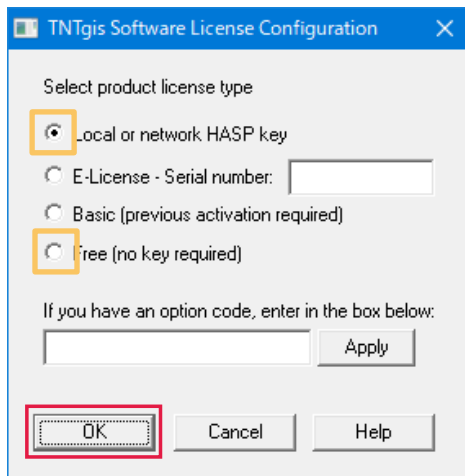 TNTgis Software License Configuration
Select product license type
Local or network HASP key
E-License - Serial number:
Basic (previous activation required)
Free (no key required)
If you have an option code, enter in the box below:
Apply
OK Cancel Help